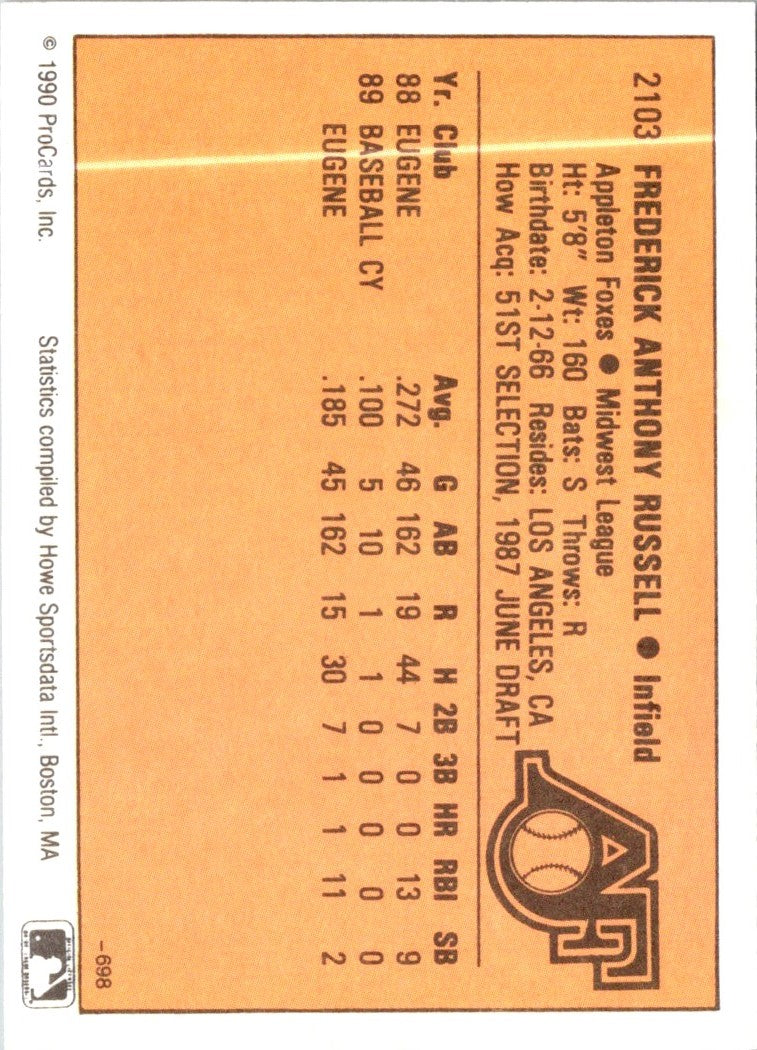 2103 FREDERICK ANTHONY RUSSELL ● Infield
Appleton Foxes ● Midwest League
Ht: 5'8" Wt: 160 Bats: S Throws: R
Birthdate: 2-12-66 Resides: LOS ANGELES, CA
How Acq: 51ST SELECTION, 1987 JUNE DRAFT
Yr. Club Avg. G AB R H 2B 3B HR RBI SB
88 EUGENE .272 46 162 19 44 7 0 0 13 9
89 BASEBALL CY .100 5 10 1 1 0 0 0 0 0
EUGENE .185 45 162 15 30 7 1 1 11 2
-698
© 1990 ProCards, Inc. Statistics compiled by Howe Sportsdata Intl., Boston, MA